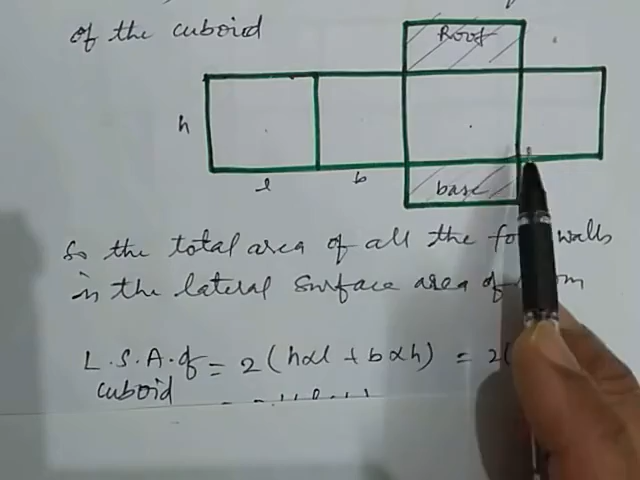 of the cuboid
Roof
h
l
b
base
So the total area of all the walls
is the lateral surface area of
L.S.A. of = 2 (h×l + b×h) = 2(
cuboid